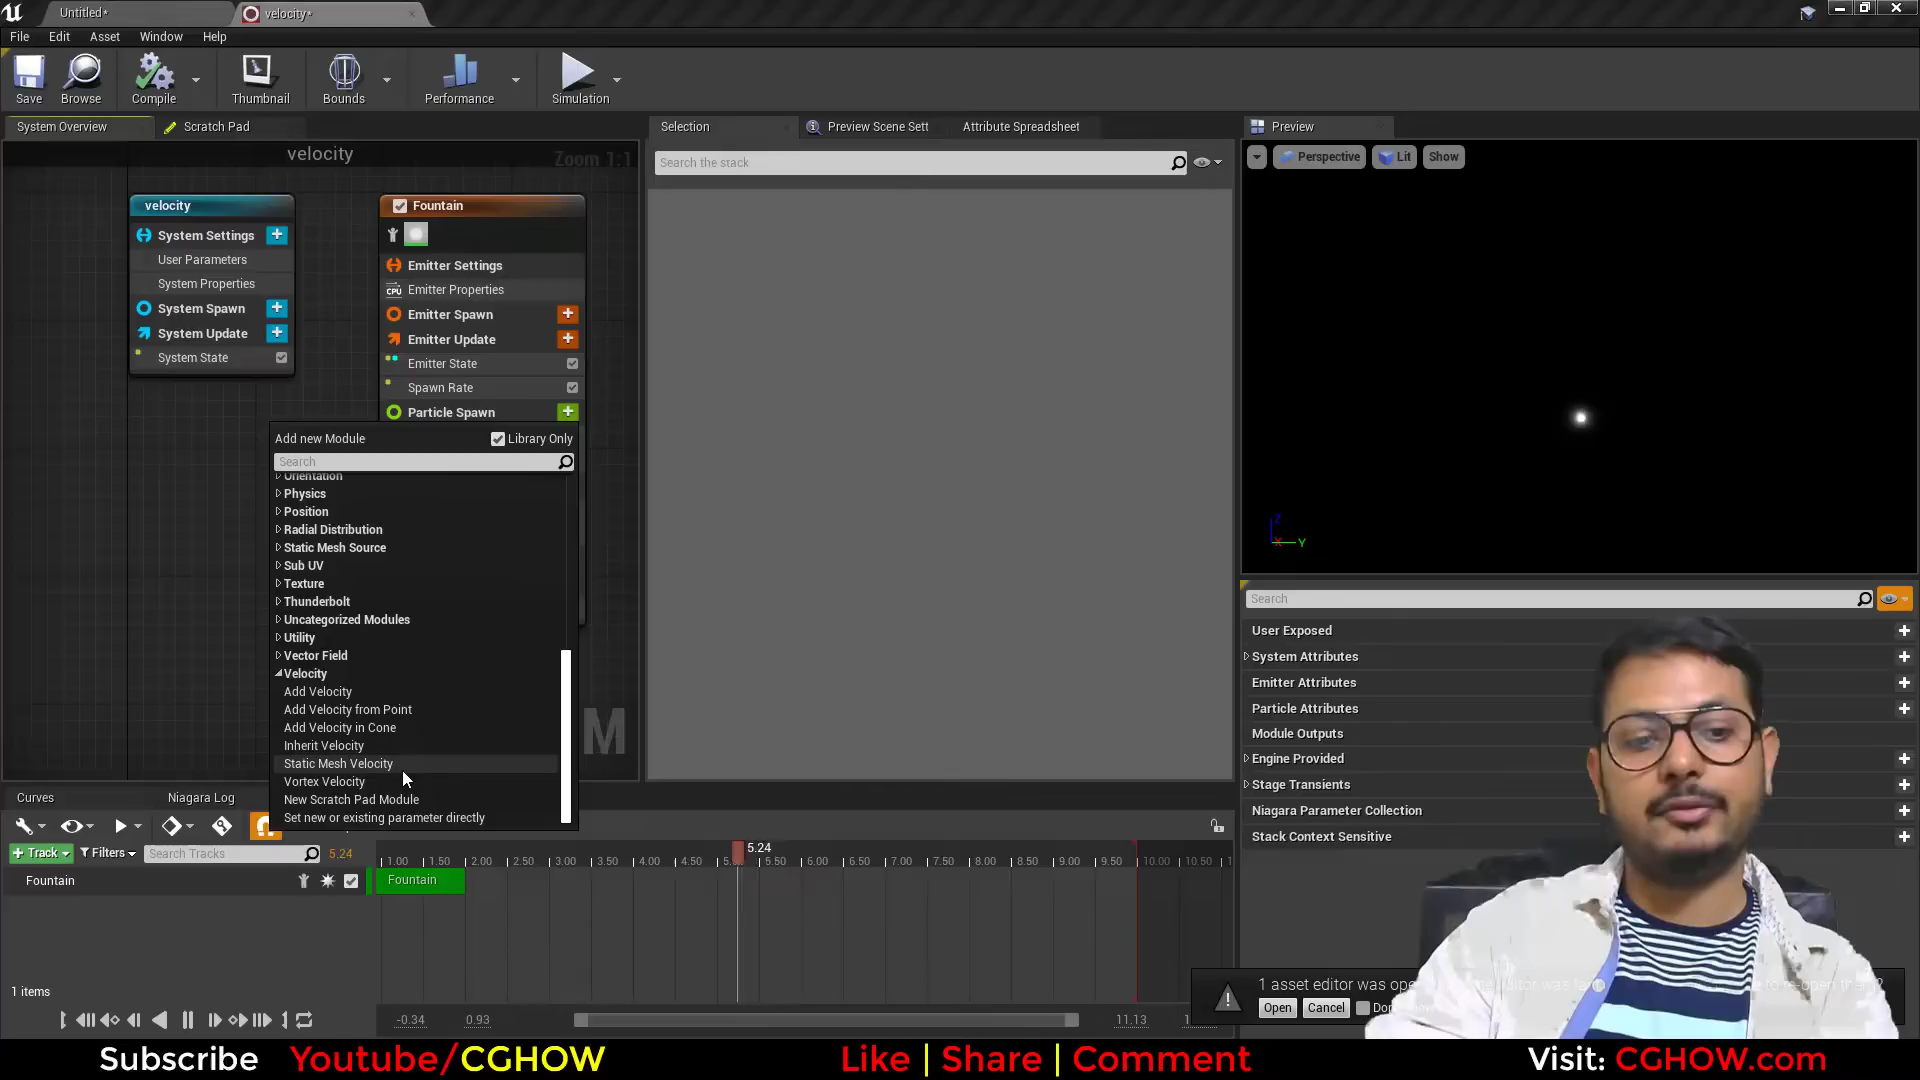 Untitled*
velocity*
File Edit Asset Window Help
Save
Browse
Compile
Thumbnail
Bounds
Performance
Simulation
System Overview
Scratch Pad
Selection
Preview Scene Sett
Attribute Spreadsheet
Preview
velocity
Zoom 1:1
Search the stack
Perspective
Lit
Show
velocity
System Settings
User Parameters
System Properties
System Spawn
System Update
System State
Fountain
Emitter Settings
CPU Emitter Properties
Emitter Spawn
Emitter Update
Emitter State
Spawn Rate
Particle Spawn
Add new Module
Library Only
Search
Orientation
Physics
Position
Radial Distribution
Static Mesh Source
Sub UV
Texture
Thunderbolt
Uncategorized Modules
Utility
Vector Field
Velocity
Add Velocity
Add Velocity from Point
Add Velocity in Cone
Inherit Velocity
Static Mesh Velocity
Vortex Velocity
New Scratch Pad Module
Set new or existing parameter directly
M
Z
X
Y
Search
User Exposed
System Attributes
Emitter Attributes
Particle Attributes
Module Outputs
Engine Provided
Stage Transients
Niagara Parameter Collection
Stack Context Sensitive
Curves
Niagara Log
Track
Filters
Search Tracks
5.24
5.24
1.00 1.50 2.00 2.50 3.00 3.50 4.00 4.50 5.50 6.00 6.50 7.00 7.50 8.00 8.50 9.00 9.50 10.00 10.50
Fountain
Fountain
1 items
-0.34
0.93
11.13
1 asset editor was
Open
Cancel
Subscribe Youtube/CGHOW
Like | Share | Comment
Visit: CGHOW.com